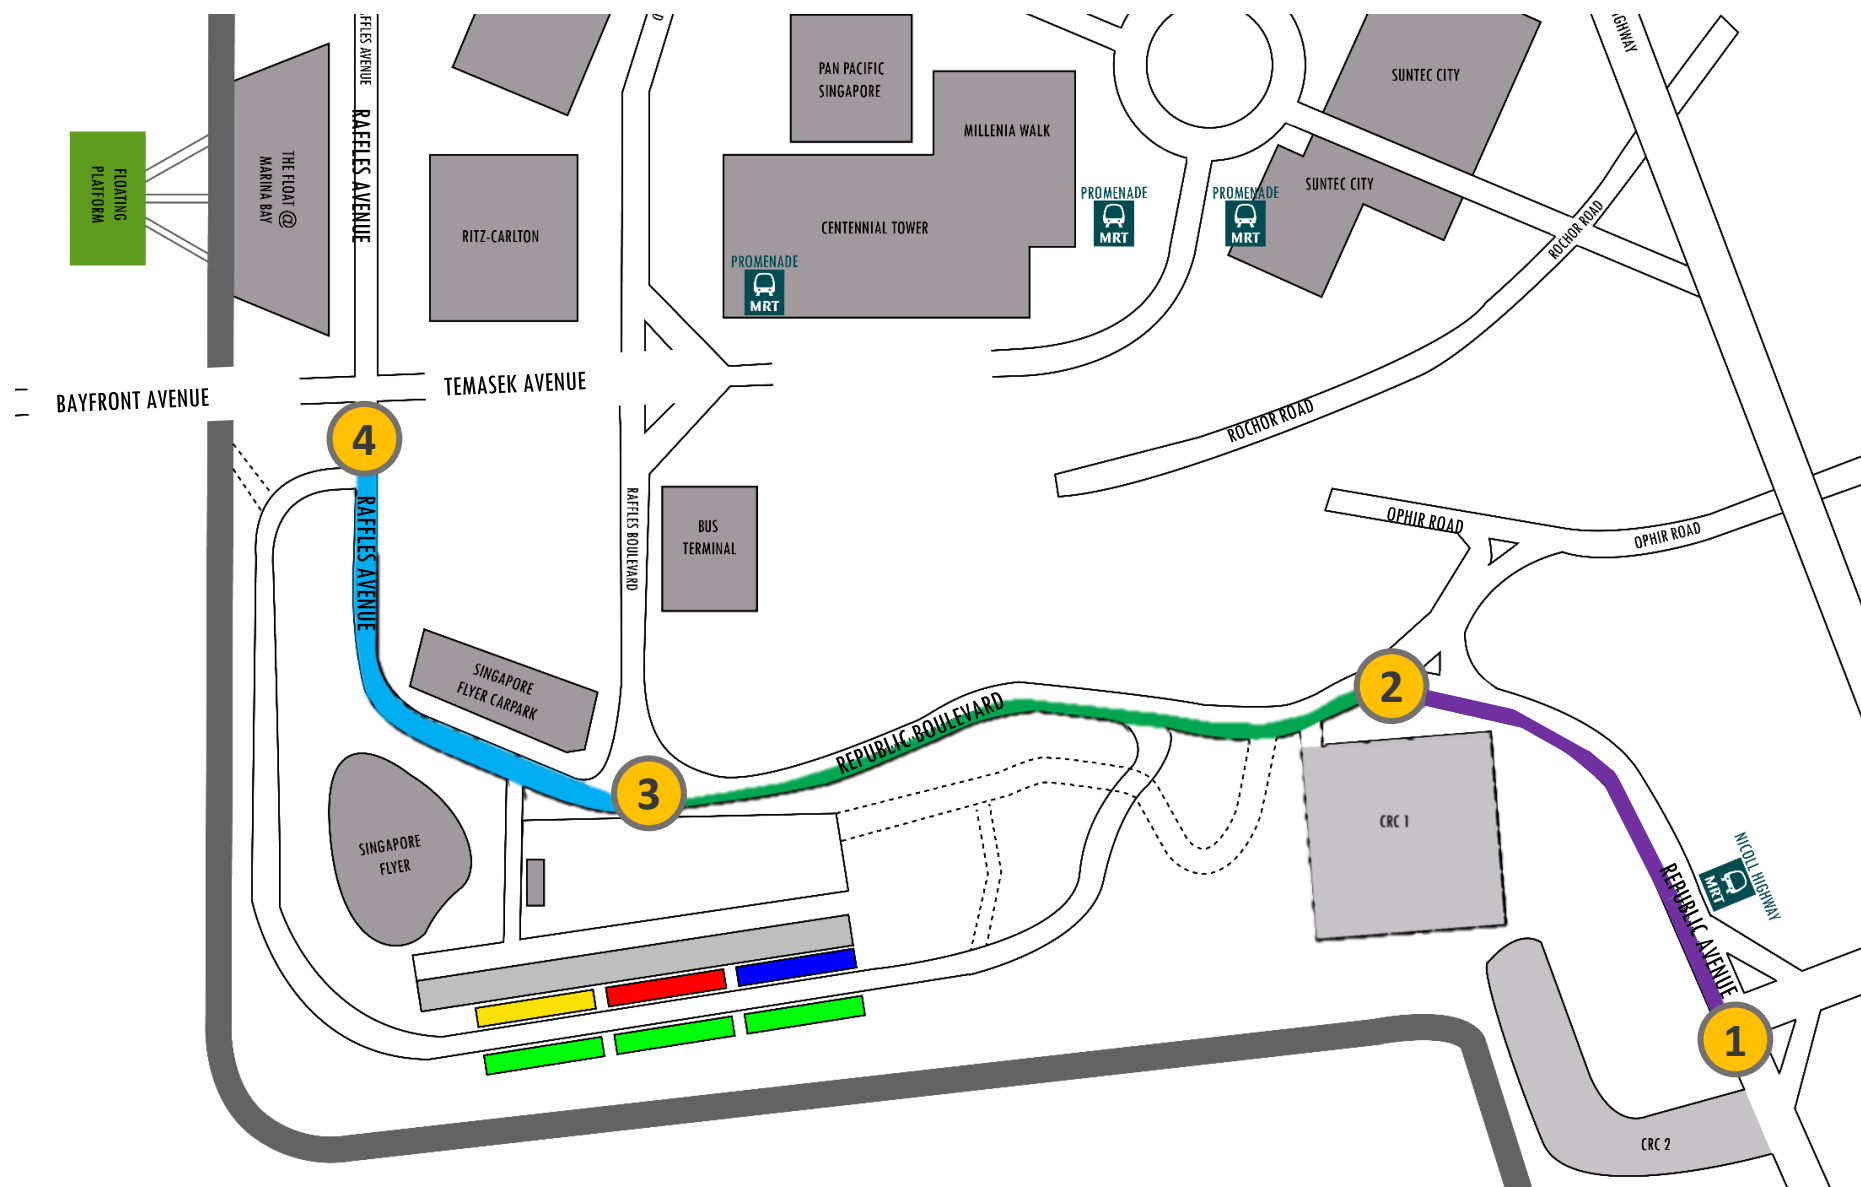 FFLES AVENUE
RAFFLES AVENUE
D
PAN PACIFIC
SINGAPORE
MILLENIA WALK
SUNTEC CITY
GHWAY
FLOATING
PLATFORM
THE FLOAT @
MARINA BAY
RITZ-CARLTON
CENTENNIAL TOWER
PROMENADE
MRT
PROMENADE
MRT
PROMENADE
MRT
SUNTEC CITY
ROCHOR ROAD
BAYFRONT AVENUE
TEMASEK AVENUE
4
ROCHOR ROAD
RAFFLES AVENUE
RAFFLES BOULEVARD
BUS
TERMINAL
OPHIR ROAD
OPHIR ROAD
SINGAPORE
FLYER CARPARK
2
REPUBLIC BOULEVARD
3
SINGAPORE
FLYER
CRC 1
NICOLL HIGHWAY
MRT
REPUBLIC AVENUE
1
CRC 2